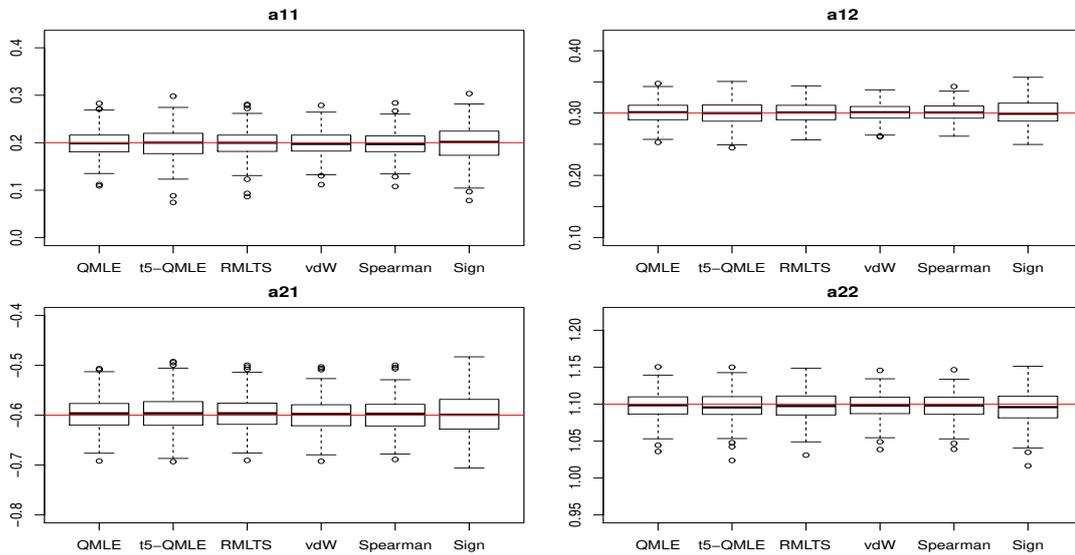 a11
0.4
0.3
0.2
0.1
0.0
QMLE t5−QMLE RMLTS vdW Spearman Sign
a12
0.40
0.30
0.20
0.10
QMLE t5−QMLE RMLTS vdW Spearman Sign
a21
−0.4
−0.5
−0.6
−0.7
−0.8
QMLE t5−QMLE RMLTS vdW Spearman Sign
a22
1.20
1.15
1.10
1.05
1.00
0.95
QMLE t5−QMLE RMLTS vdW Spearman Sign